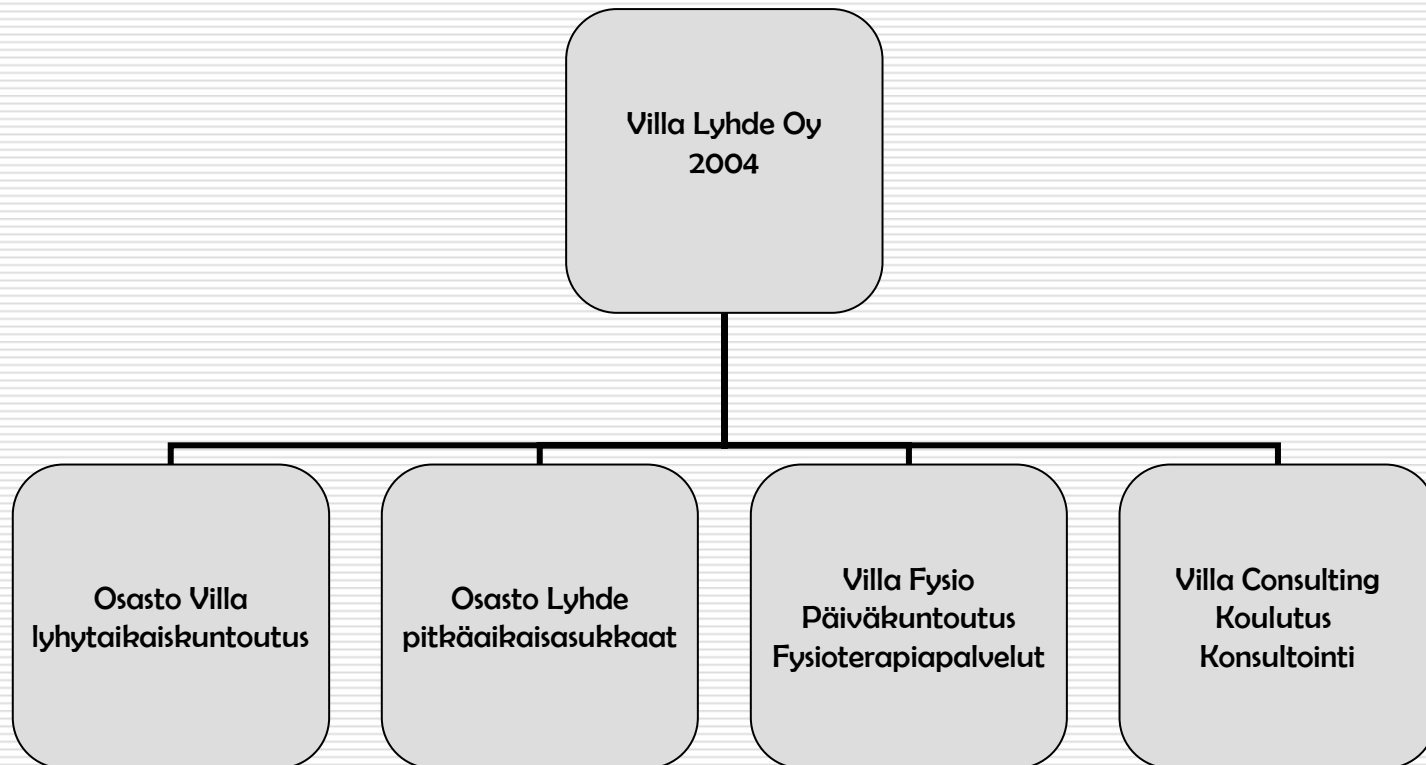 Villa Lyhde Oy
2004
Osasto Villa
lyhytaikaiskuntoutus
Osasto Lyhde
pitkäaikaisasukkaat
Villa Fysio
Päiväkuntoutus
Fysioterapiapalvelut
Villa Consulting
Koulutus
Konsultointi